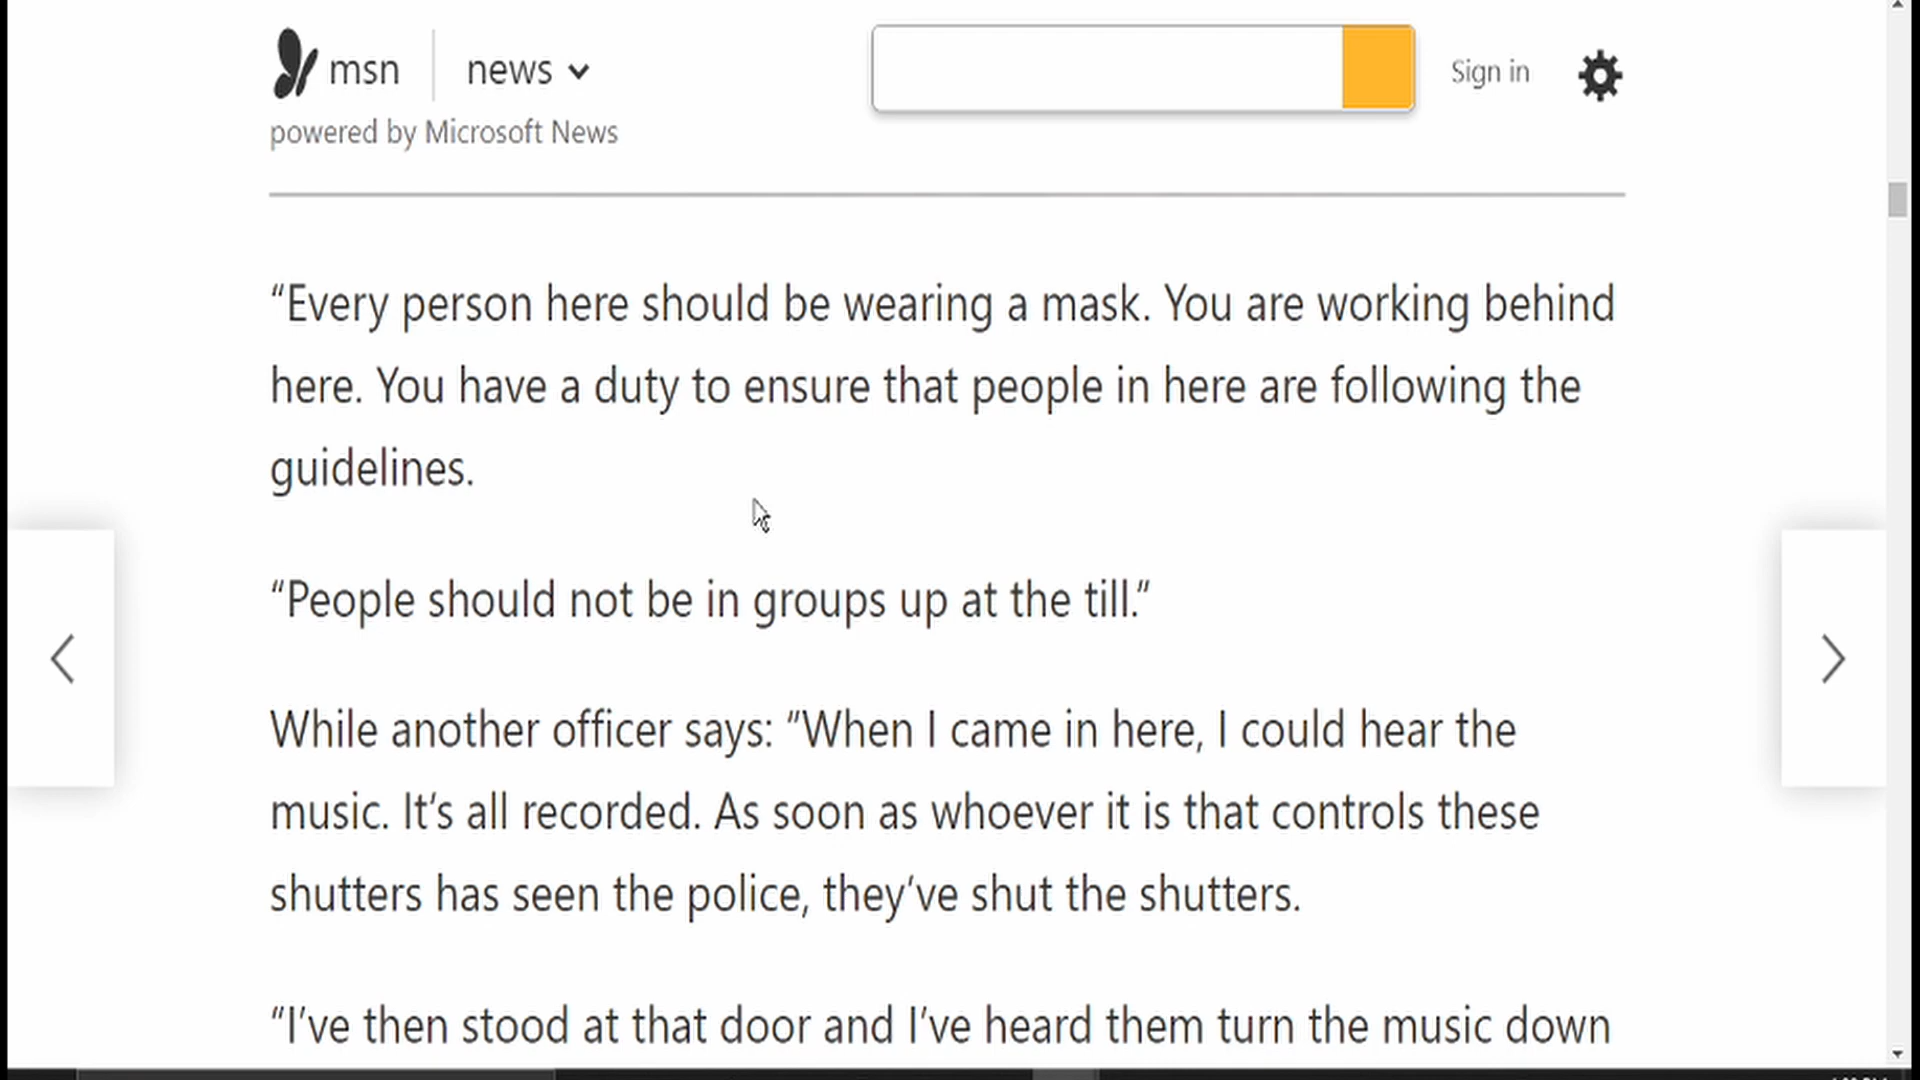 msn news
Sign in
powered by Microsoft News
“Every person here should be wearing a mask. You are working behind
here. You have a duty to ensure that people in here are following the
guidelines.
“People should not be in groups up at the till.”
While another officer says: “When I came in here, I could hear the
music. It’s all recorded. As soon as whoever it is that controls these
shutters has seen the police, they’ve shut the shutters.
“I’ve then stood at that door and I’ve heard them turn the music down